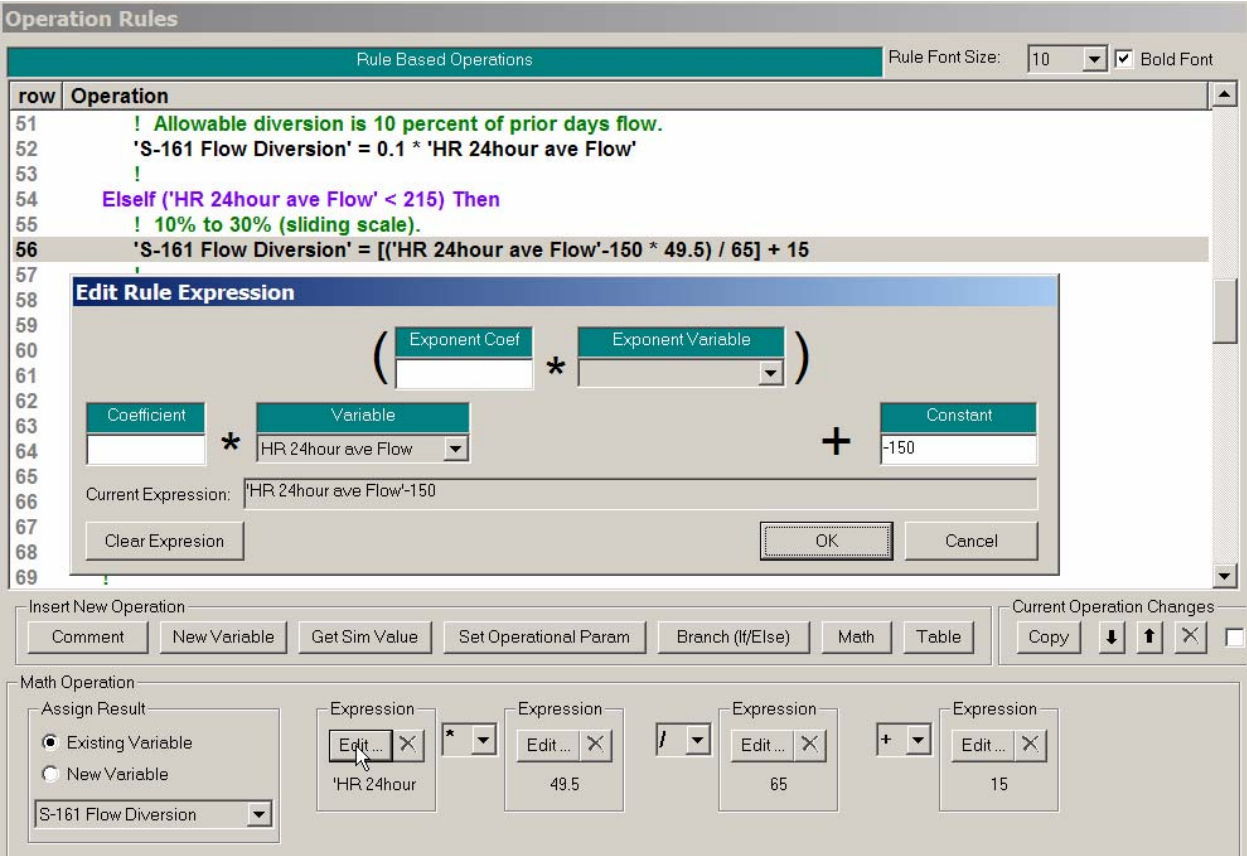 Operation Rules
Rule Based Operations Rule Font Size: 10 Bold Font
row Operation
51 ! Allowable diversion is 10 percent of prior days flow.
52 'S-161 Flow Diversion' = 0.1 * 'HR 24hour ave Flow'
53 !
54 ElseIf ('HR 24hour ave Flow' < 215) Then
55 ! 10% to 30% (sliding scale).
56 'S-161 Flow Diversion' = [('HR 24hour ave Flow'-150 * 49.5) / 65] + 15
57 !
58
59
60
61
62
63
64
65
66
67
68
69 !
Edit Rule Expression
( Exponent Coef * Exponent Variable )
Coefficient * Variable + Constant
HR 24hour ave Flow -150
Current Expression: 'HR 24hour ave Flow'-150
Clear Expresion OK Cancel
Insert New Operation Current Operation Changes
Comment New Variable Get Sim Value Set Operational Param Branch (If/Else) Math Table Copy
Math Operation
Assign Result Expression Expression Expression Expression
Existing Variable Edit ... * Edit ... / Edit ... + Edit ...
New Variable 'HR 24hour 49.5 65 15
S-161 Flow Diversion